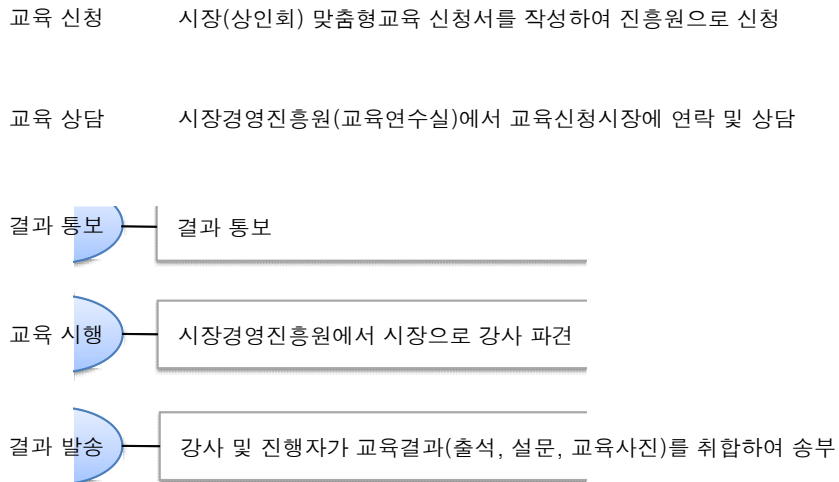 교육 신청 시장(상인회) 맞춤형교육 신청서를 작성하여 진흥원으로 신청
교육 상담 시장경영진흥원(교육연수실)에서 교육신청시장에 연락 및 상담
결과 통보 결과 통보
교육 시행 시장경영진흥원에서 시장으로 강사 파견
결과 발송 강사 및 진행자가 교육결과(출석, 설문, 교육사진)를 취합하여 송부